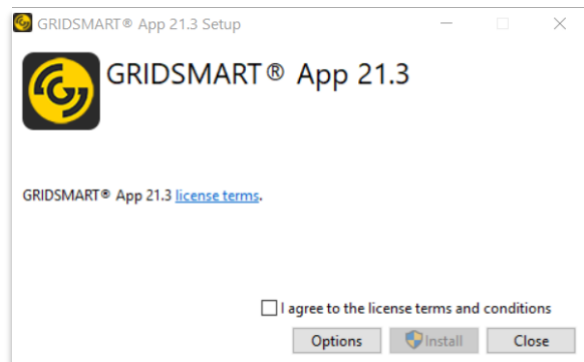 GRIDSMART® App 21.3 Setup
GRIDSMART® App 21.3
GRIDSMART® App 21.3 license terms.
I agree to the license terms and conditions
Options Install Close